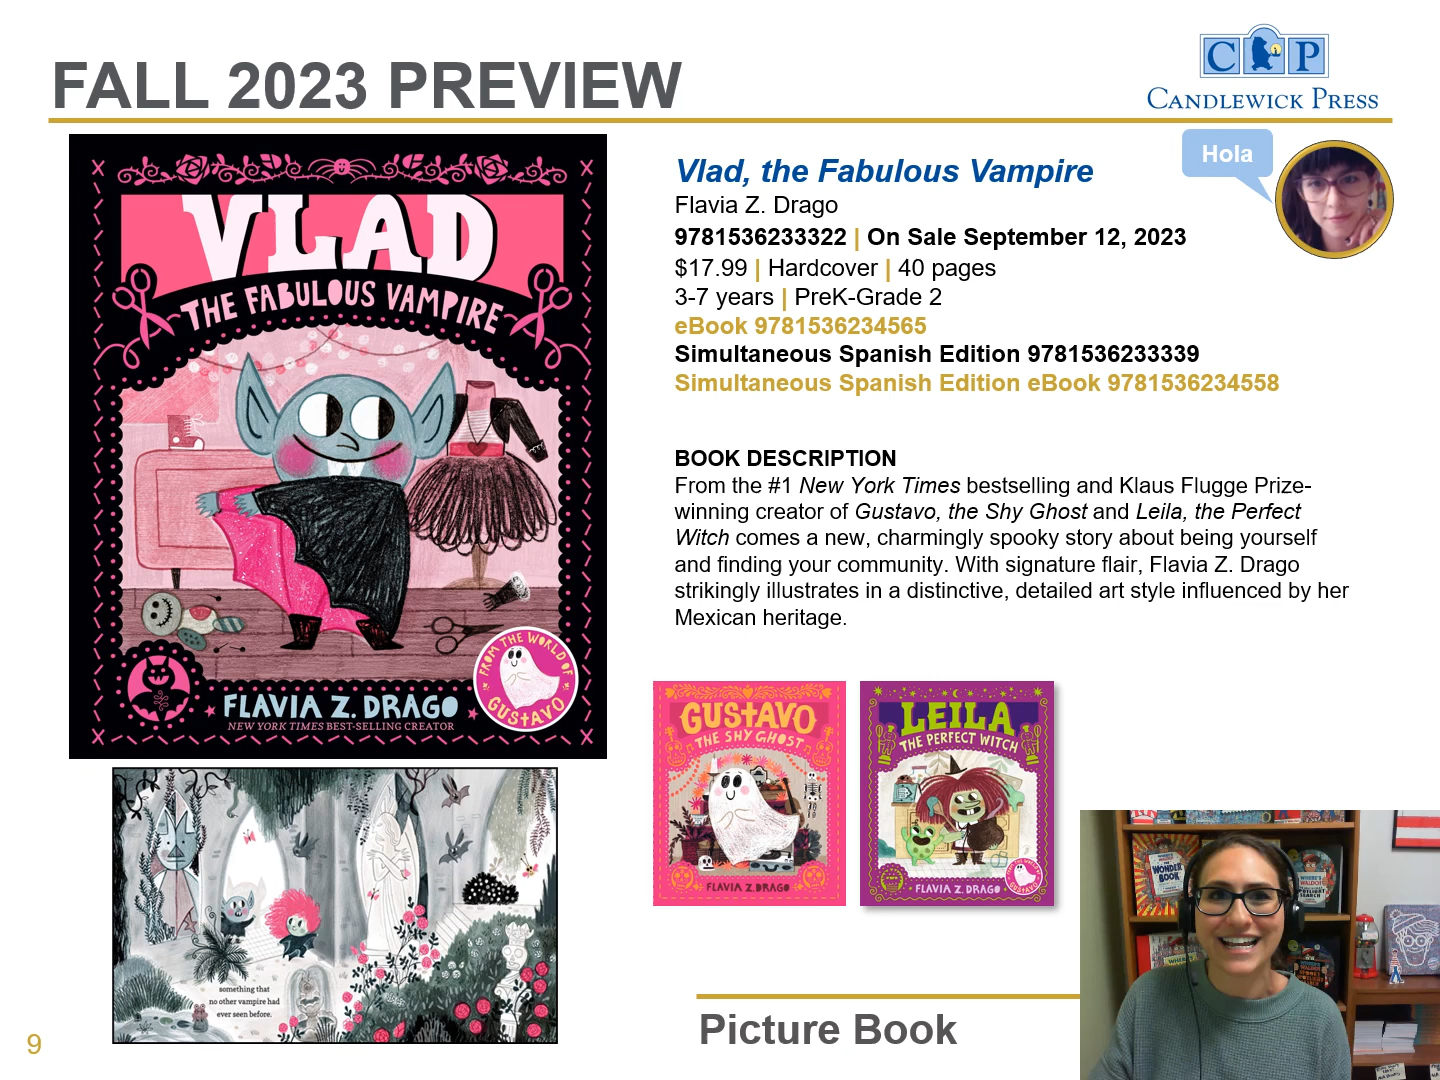 FALL 2023 PREVIEW
C P
CANDLEWICK PRESS
VLAD
THE FABULOUS VAMPIRE
FROM THE WORLD OF
GUSTAVO
FLAVIA Z. DRAGO
NEW YORK TIMES BEST-SELLING CREATOR
Vlad, the Fabulous Vampire
Hola
Flavia Z. Drago
9781536233322 | On Sale September 12, 2023
$17.99 | Hardcover | 40 pages
3-7 years | PreK-Grade 2
eBook 9781536234565
Simultaneous Spanish Edition 9781536233339
Simultaneous Spanish Edition eBook 9781536234558
BOOK DESCRIPTION
From the #1 New York Times bestselling and Klaus Flugge Prize-
winning creator of Gustavo, the Shy Ghost and Leila, the Perfect
Witch comes a new, charmingly spooky story about being yourself
and finding your community. With signature flair, Flavia Z. Drago
strikingly illustrates in a distinctive, detailed art style influenced by her
Mexican heritage.
GUSTAVO
THE SHY GHOST
FLAVIA Z. DRAGO
LEILA
THE PERFECT WITCH
FLAVIA Z. DRAGO
something that
no other vampire had
ever seen before.
WONDER
BOOK
WHERE'S
WALDO?
Picture Book
9